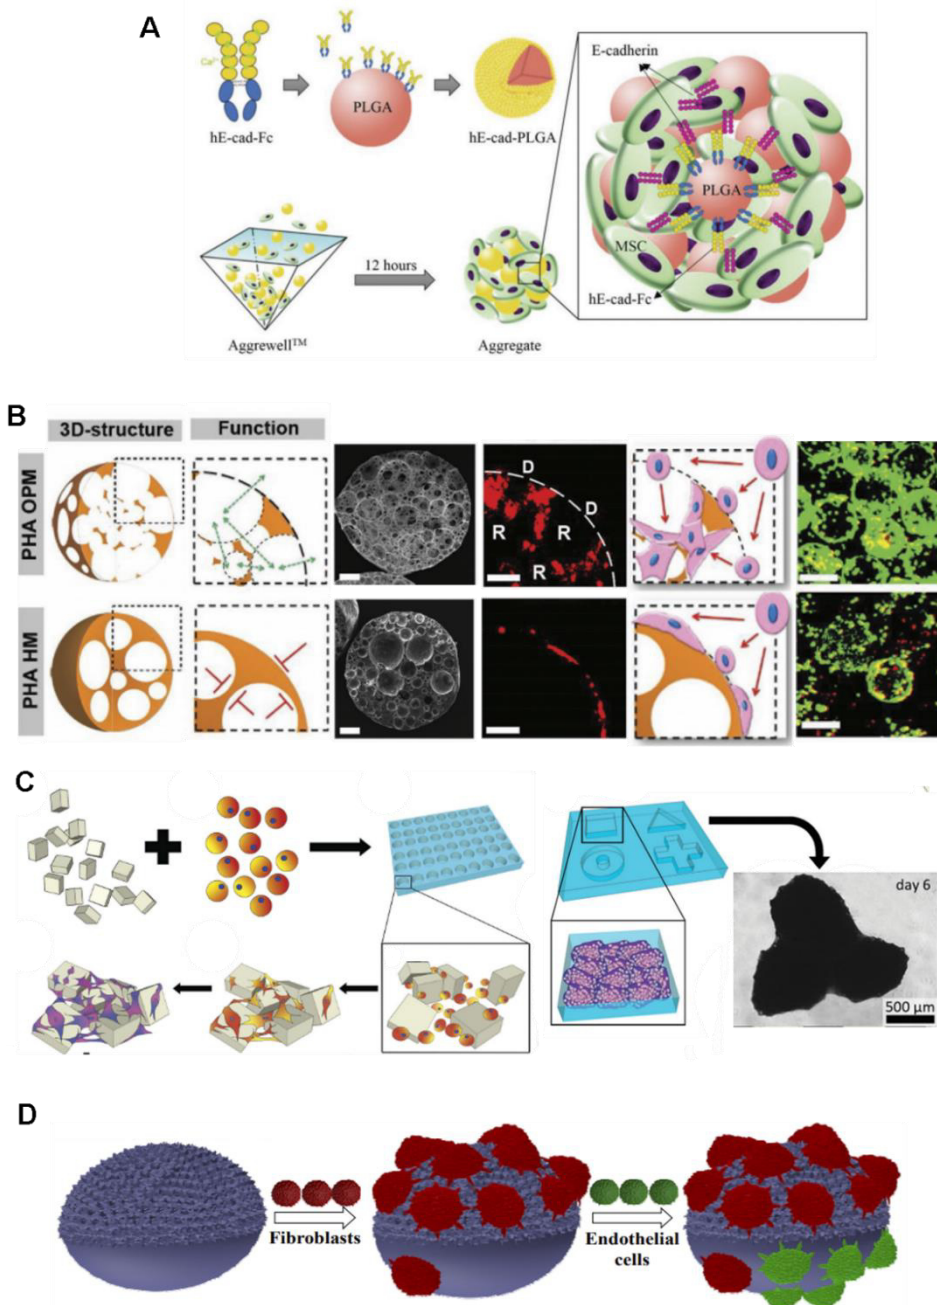 A
E-cadherin
Ca²⁺
PLGA
hE-cad-Fc
hE-cad-PLGA
PLGA
MSC
12 hours
hE-cad-Fc
Aggrewell™
Aggregate
B
3D-structure
Function
PHA OPM
D
D
R
R
R
PHA HM
C
day 6
500 µm
D
Fibroblasts
Endothelial
cells